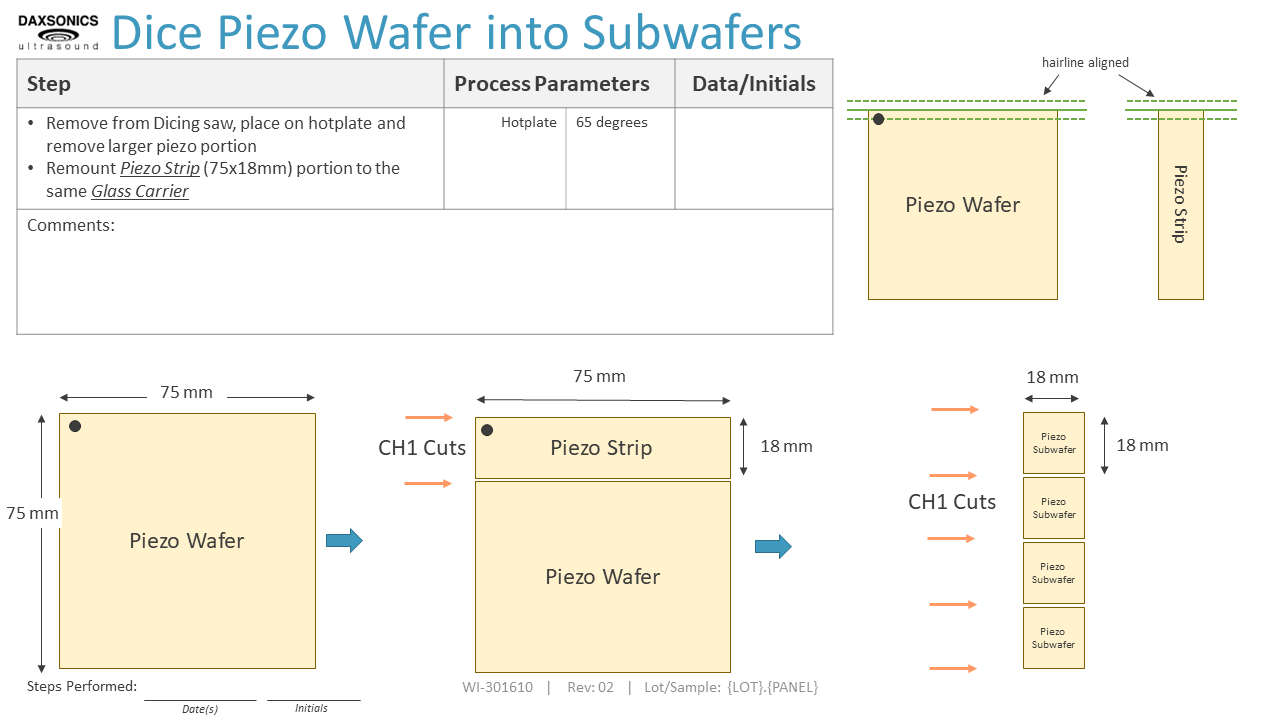 DAXSONICS
ultrasound
Dice Piezo Wafer into Subwafers
Step
Process Parameters
Data/Initials
• Remove from Dicing saw, place on hotplate and
remove larger piezo portion
• Remount Piezo Strip (75x18mm) portion to the
same Glass Carrier
Hotplate
65 degrees
Comments:
hairline aligned
Piezo Wafer
Piezo Strip
75 mm
75 mm
Piezo Wafer
75 mm
CH1 Cuts
Piezo Strip
18 mm
Piezo Wafer
18 mm
CH1 Cuts
Piezo
Subwafer
18 mm
Piezo
Subwafer
Piezo
Subwafer
Piezo
Subwafer
Steps Performed:
Date(s)
Initials
WI-301610 | Rev: 02 | Lot/Sample: {LOT}.{PANEL}